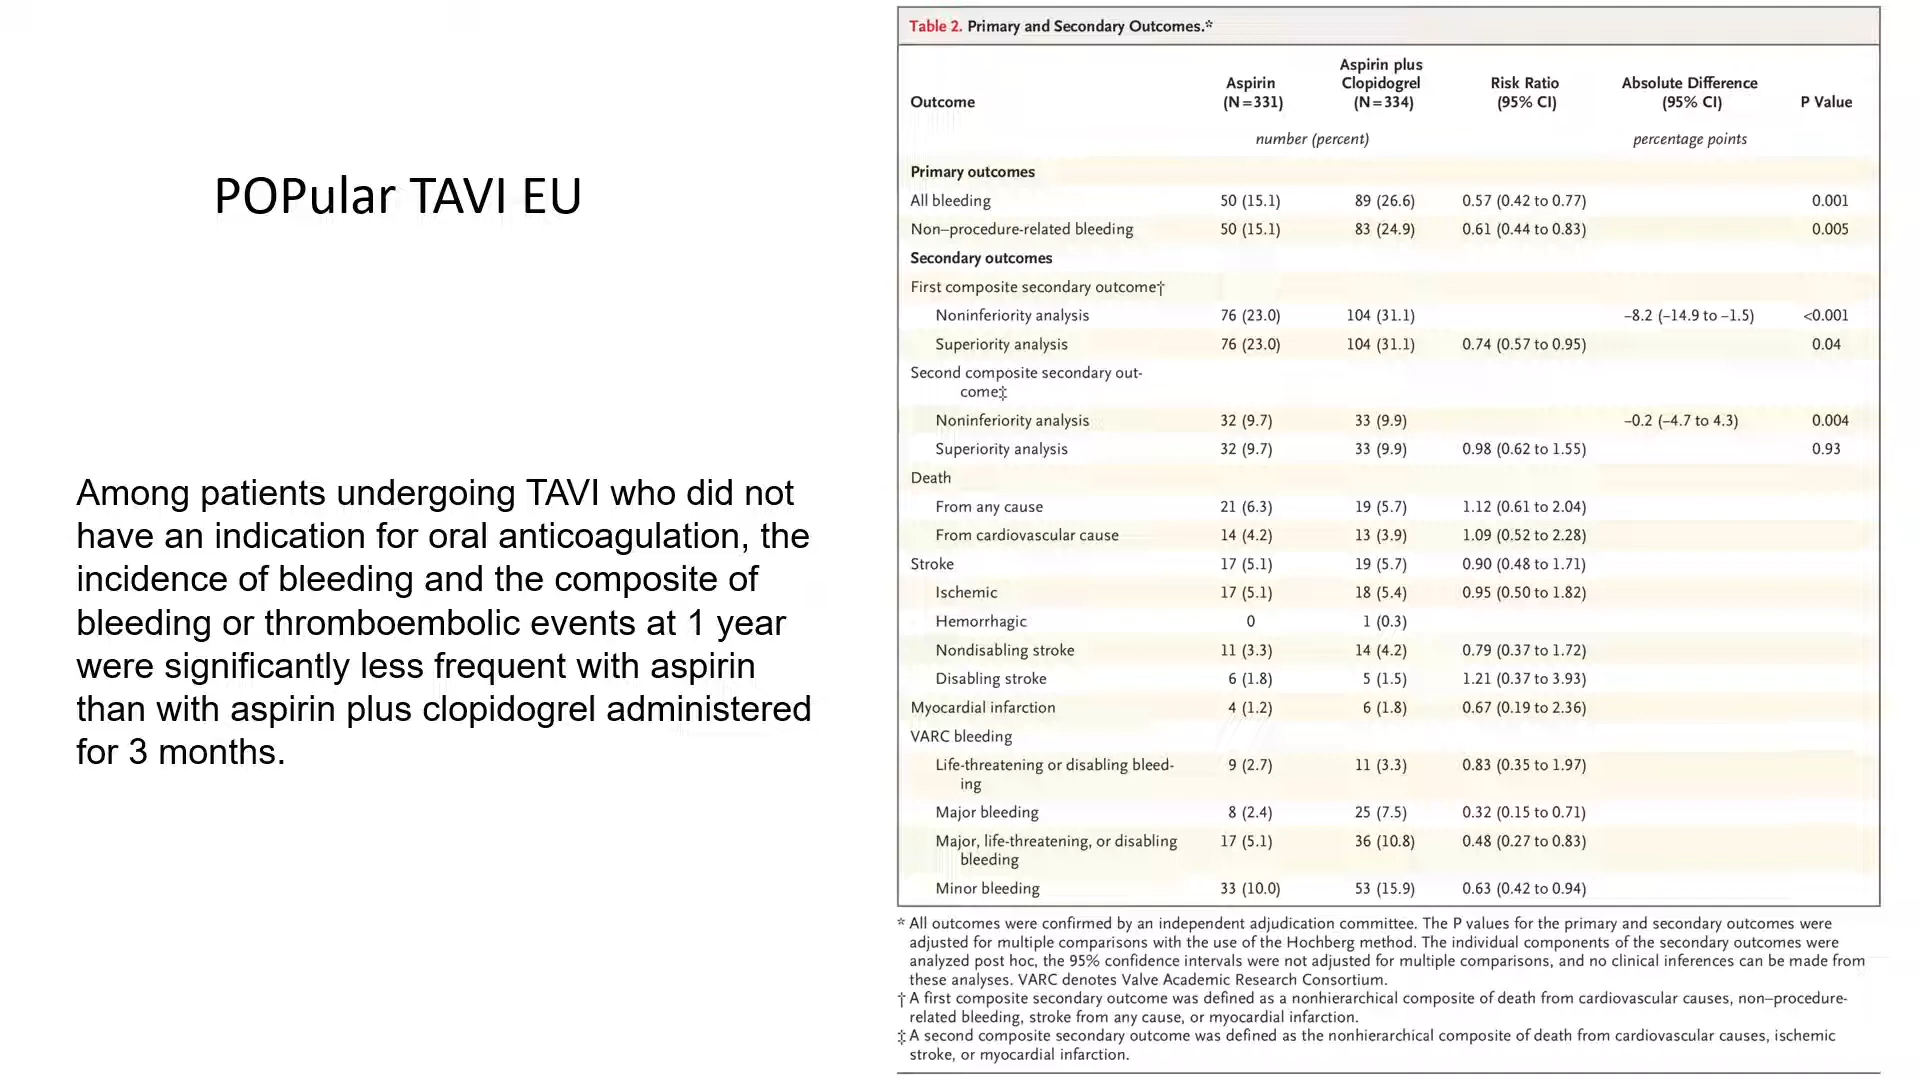 POPular TAVI EU
Among patients undergoing TAVI who did not
have an indication for oral anticoagulation, the
incidence of bleeding and the composite of
bleeding or thromboembolic events at 1 year
were significantly less frequent with aspirin
than with aspirin plus clopidogrel administered
for 3 months.
Table 2. Primary and Secondary Outcomes.*
Outcome Aspirin (N=331) Aspirin plus Clopidogrel (N=334) Risk Ratio (95% CI) Absolute Difference (95% CI) P Value
number (percent) percentage points
Primary outcomes
All bleeding 50 (15.1) 89 (26.6) 0.57 (0.42 to 0.77) 0.001
Non–procedure-related bleeding 50 (15.1) 83 (24.9) 0.61 (0.44 to 0.83) 0.005
Secondary outcomes
First composite secondary outcome†
Noninferiority analysis 76 (23.0) 104 (31.1) −8.2 (−14.9 to −1.5) <0.001
Superiority analysis 76 (23.0) 104 (31.1) 0.74 (0.57 to 0.95) 0.04
Second composite secondary out-
come‡
Noninferiority analysis 32 (9.7) 33 (9.9) −0.2 (−4.7 to 4.3) 0.004
Superiority analysis 32 (9.7) 33 (9.9) 0.98 (0.62 to 1.55) 0.93
Death
From any cause 21 (6.3) 19 (5.7) 1.12 (0.61 to 2.04)
From cardiovascular cause 14 (4.2) 13 (3.9) 1.09 (0.52 to 2.28)
Stroke 17 (5.1) 19 (5.7) 0.90 (0.48 to 1.71)
Ischemic 17 (5.1) 18 (5.4) 0.95 (0.50 to 1.82)
Hemorrhagic 0 1 (0.3)
Nondisabling stroke 11 (3.3) 14 (4.2) 0.79 (0.37 to 1.72)
Disabling stroke 6 (1.8) 5 (1.5) 1.21 (0.37 to 3.93)
Myocardial infarction 4 (1.2) 6 (1.8) 0.67 (0.19 to 2.36)
VARC bleeding
Life-threatening or disabling bleed- 9 (2.7) 11 (3.3) 0.83 (0.35 to 1.97)
ing
Major bleeding 8 (2.4) 25 (7.5) 0.32 (0.15 to 0.71)
Major, life-threatening, or disabling 17 (5.1) 36 (10.8) 0.48 (0.27 to 0.83)
bleeding
Minor bleeding 33 (10.0) 53 (15.9) 0.63 (0.42 to 0.94)
* All outcomes were confirmed by an independent adjudication committee. The P values for the primary and secondary outcomes were
adjusted for multiple comparisons with the use of the Hochberg method. The individual components of the secondary outcomes were
analyzed post hoc, the 95% confidence intervals were not adjusted for multiple comparisons, and no clinical inferences can be made from
these analyses. VARC denotes Valve Academic Research Consortium.
† A first composite secondary outcome was defined as a nonhierarchical composite of death from cardiovascular causes, non–procedure-
related bleeding, stroke from any cause, or myocardial infarction.
‡ A second composite secondary outcome was defined as the nonhierarchical composite of death from cardiovascular causes, ischemic
stroke, or myocardial infarction.